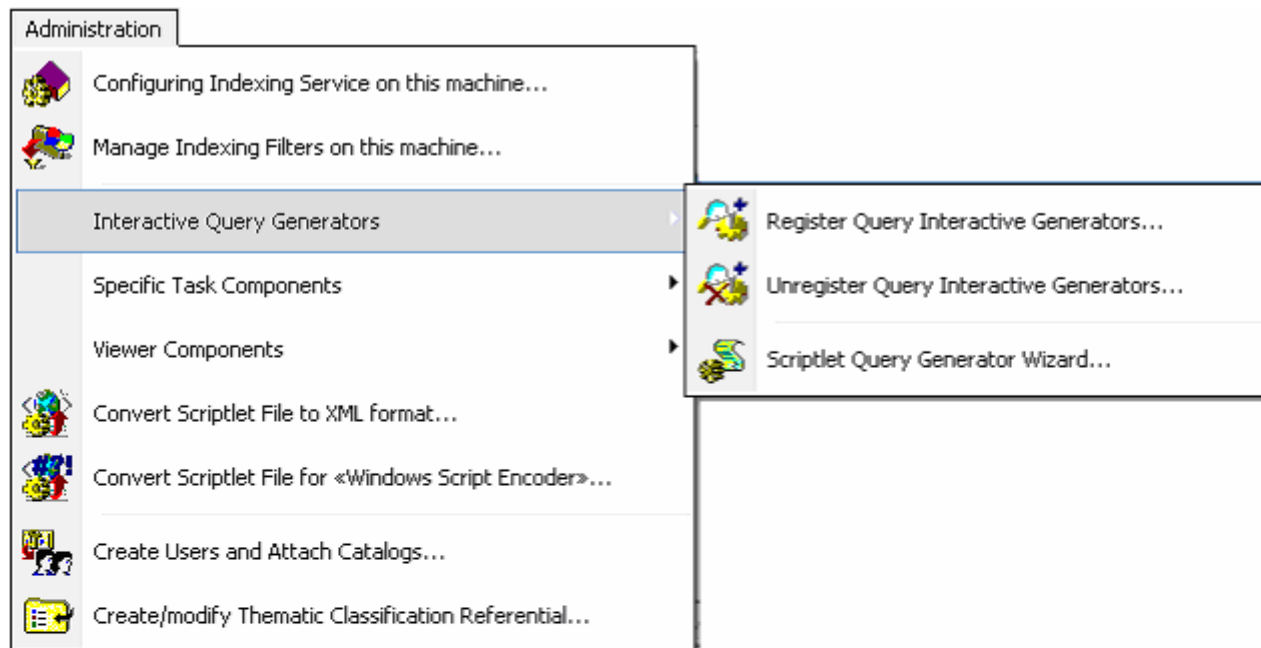 Administration
Configuring Indexing Service on this machine...
Manage Indexing Filters on this machine...
Interactive Query Generators
Register Query Interactive Generators...
Unregister Query Interactive Generators...
Scriptlet Query Generator Wizard...
Specific Task Components
Viewer Components
Convert Scriptlet File to XML format...
Convert Scriptlet File for «Windows Script Encoder»...
Create Users and Attach Catalogs...
Create/modify Thematic Classification Referential...